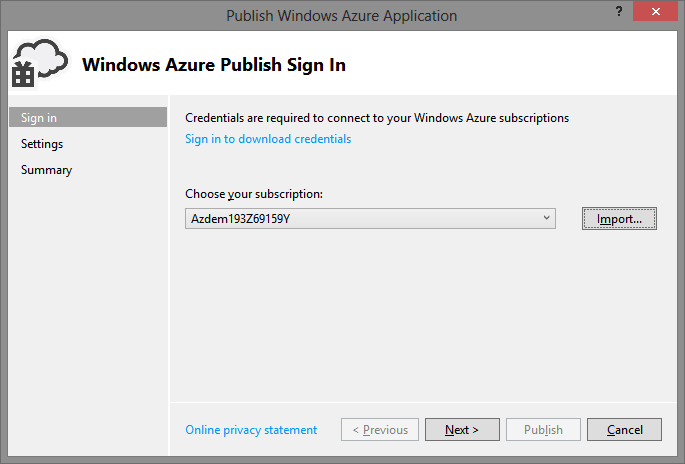 Publish Windows Azure Application
?
Windows Azure Publish Sign In
Sign in
Settings
Summary
Credentials are required to connect to your Windows Azure subscriptions
Sign in to download credentials
Choose your subscription:
Azdem193Z69159Y
Import...
Online privacy statement
< Previous
Next >
Publish
Cancel